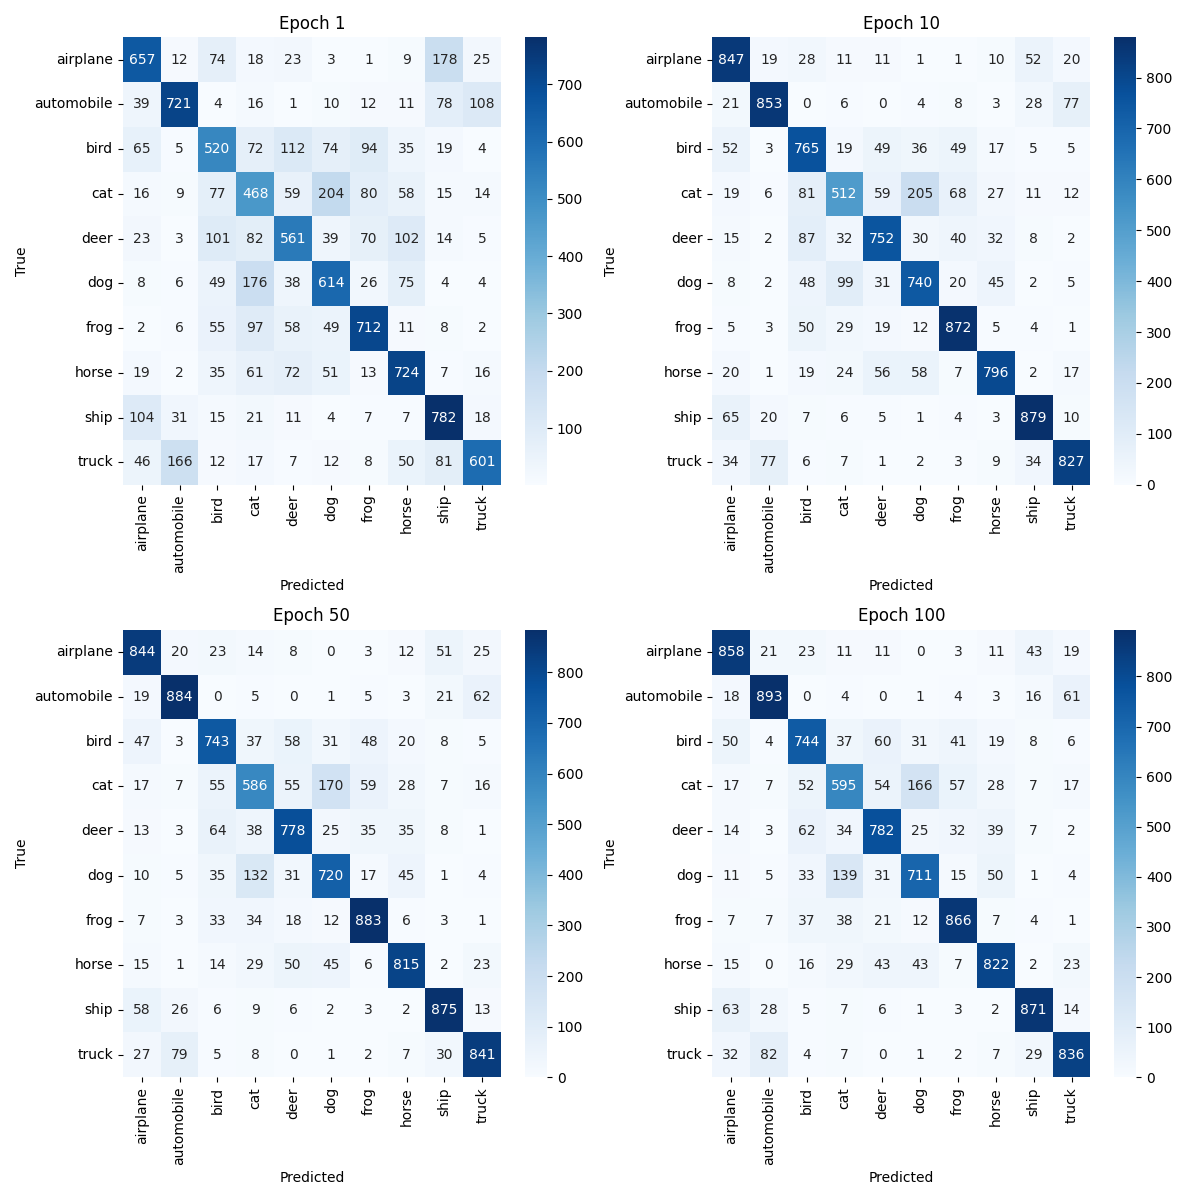 Epoch 1
airplane 657 12 74 18 23 3 1 9 178 25
automobile 39 721 4 16 1 10 12 11 78 108
bird 65 5 520 72 112 74 94 35 19 4
cat 16 9 77 468 59 204 80 58 15 14
deer 23 3 101 82 561 39 70 102 14 5
dog 8 6 49 176 38 614 26 75 4 4
frog 2 6 55 97 58 49 712 11 8 2
horse 19 2 35 61 72 51 13 724 7 16
ship 104 31 15 21 11 4 7 7 782 18
truck 46 166 12 17 7 12 8 50 81 601
airplane automobile bird cat deer dog frog horse ship truck
Predicted
True
700
600
500
400
300
200
100
Epoch 10
airplane 847 19 28 11 11 1 1 10 52 20
automobile 21 853 0 6 0 4 8 3 28 77
bird 52 3 765 19 49 36 49 17 5 5
cat 19 6 81 512 59 205 68 27 11 12
deer 15 2 87 32 752 30 40 32 8 2
dog 8 2 48 99 31 740 20 45 2 5
frog 5 3 50 29 19 12 872 5 4 1
horse 20 1 19 24 56 58 7 796 2 17
ship 65 20 7 6 5 1 4 3 879 10
truck 34 77 6 7 1 2 3 9 34 827
airplane automobile bird cat deer dog frog horse ship truck
Predicted
True
800
700
600
500
400
300
200
100
0
Epoch 50
airplane 844 20 23 14 8 0 3 12 51 25
automobile 19 884 0 5 0 1 5 3 21 62
bird 47 3 743 37 58 31 48 20 8 5
cat 17 7 55 586 55 170 59 28 7 16
deer 13 3 64 38 778 25 35 35 8 1
dog 10 5 35 132 31 720 17 45 1 4
frog 7 3 33 34 18 12 883 6 3 1
horse 15 1 14 29 50 45 6 815 2 23
ship 58 26 6 9 6 2 3 2 875 13
truck 27 79 5 8 0 1 2 7 30 841
airplane automobile bird cat deer dog frog horse ship truck
Predicted
True
800
700
600
500
400
300
200
100
0
Epoch 100
airplane 858 21 23 11 11 0 3 11 43 19
automobile 18 893 0 4 0 1 4 3 16 61
bird 50 4 744 37 60 31 41 19 8 6
cat 17 7 52 595 54 166 57 28 7 17
deer 14 3 62 34 782 25 32 39 7 2
dog 11 5 33 139 31 711 15 50 1 4
frog 7 7 37 38 21 12 866 7 4 1
horse 15 0 16 29 43 43 7 822 2 23
ship 63 28 5 7 6 1 3 2 871 14
truck 32 82 4 7 0 1 2 7 29 836
airplane automobile bird cat deer dog frog horse ship truck
Predicted
True
800
700
600
500
400
300
200
100
0